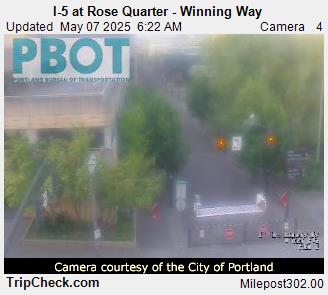 I-5 at Rose Quarter - Winning Way
Updated May 07 2025 6:22 AM Camera 4
PBOT
PORTLAND BUREAU OF TRANSPORTATION
Camera courtesy of the City of Portland
TripCheck.com Milepost302.00